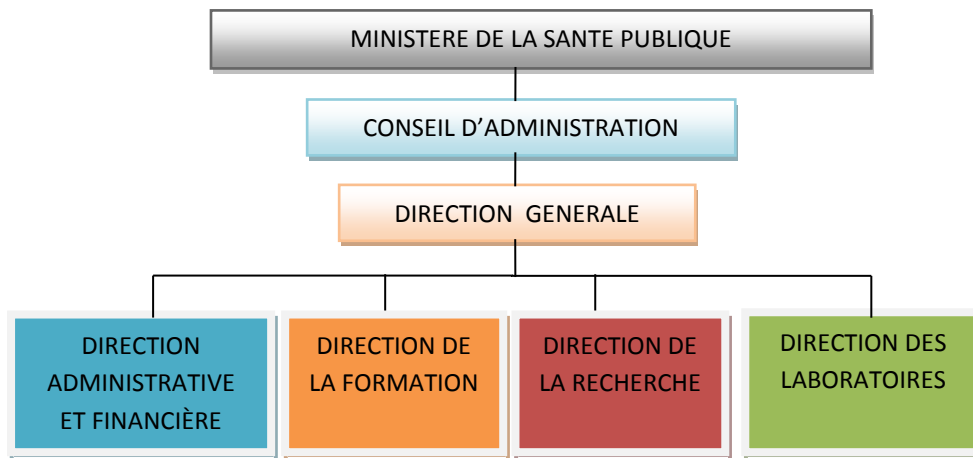 MINISTERE DE LA SANTE PUBLIQUE
CONSEIL D’ADMINISTRATION
DIRECTION GENERALE
DIRECTION
ADMINISTRATIVE
ET FINANCIÈRE
DIRECTION DE
LA FORMATION
DIRECTION DE
LA RECHERCHE
DIRECTION DES
LABORATOIRES